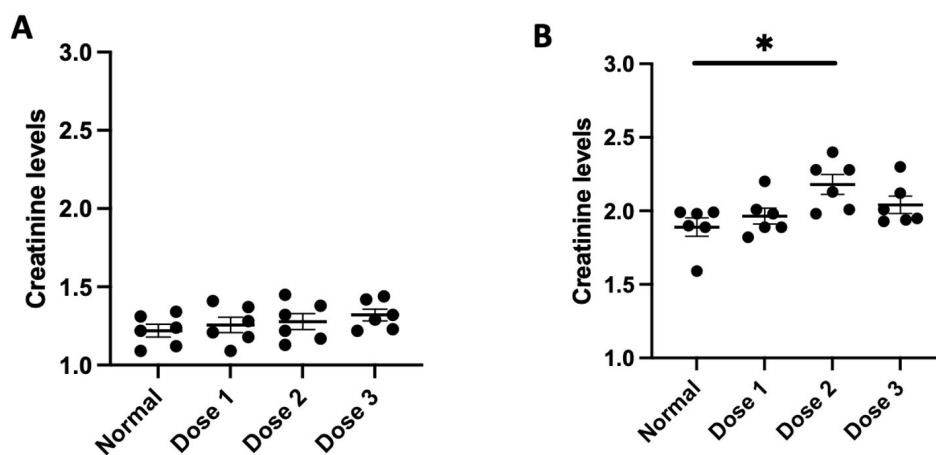 A
Creatinine levels
3.0
2.5
2.0
1.5
1.0
Normal
Dose 1
Dose 2
Dose 3
B
*
Creatinine levels
3.0
2.5
2.0
1.5
1.0
Normal
Dose 1
Dose 2
Dose 3